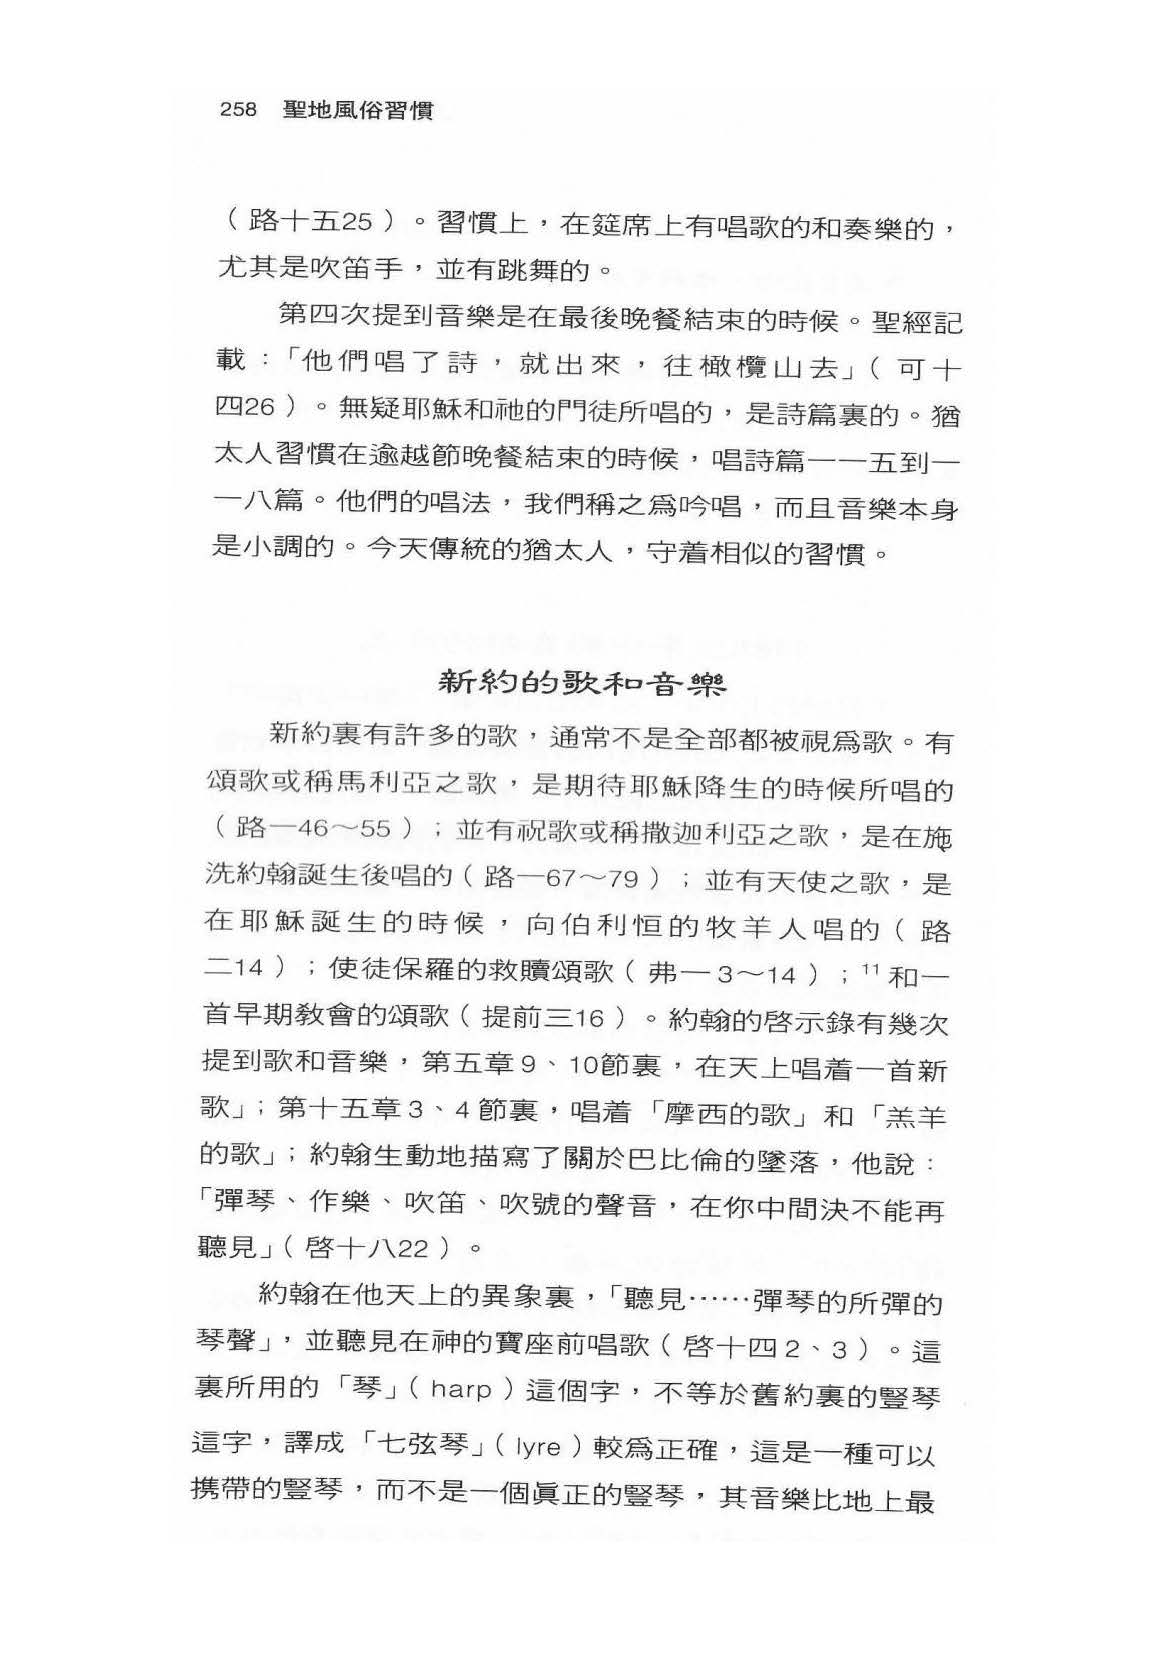 258 聖地風俗習慣
（路十五25）。習慣上，在筵席上有唱歌的和奏樂的，
尤其是吹笛手，並有跳舞的。
第四次提到音樂是在最後晚餐結束的時候。聖經記
載：「他們唱了詩，就出來，往橄欖山去」（可十
四26）。無疑耶穌和祂的門徒所唱的，是詩篇裏的。猶
太人習慣在逾越節晚餐結束的時候，唱詩篇一一五到一
一八篇。他們的唱法，我們稱之爲吟唱，而且音樂本身
是小調的。今天傳統的猶太人，守着相似的習慣。
新約的歌和音樂
新約裏有許多的歌，通常不是全部都被視爲歌。有
頌歌或稱馬利亞之歌，是期待耶穌降生的時候所唱的
（路一46～55）；並有祝歌或稱撒迦利亞之歌，是在施
洗約翰誕生後唱的（路一67～79）；並有天使之歌，是
在耶穌誕生的時候，向伯利恒的牧羊人唱的（路
二14）；使徒保羅的救贖頌歌（弗一3～14）；11和一
首早期敎會的頌歌（提前三16）。約翰的啓示錄有幾次
提到歌和音樂，第五章9、10節裏，在天上唱着一首新
歌」；第十五章3、4節裏，唱着「摩西的歌」和「羔羊
的歌」；約翰生動地描寫了關於巴比倫的墜落，他說：
「彈琴、作樂、吹笛、吹號的聲音，在你中間決不能再
聽見」（啓十八22）。
約翰在他天上的異象裏，「聽見⋯⋯彈琴的所彈的
琴聲」，並聽見在神的寶座前唱歌（啓十四2、3）。這
裏所用的「琴」（harp）這個字，不等於舊約裏的豎琴
這字，譯成「七弦琴」（lyre）較爲正確，這是一種可以
携帶的豎琴，而不是一個眞正的豎琴，其音樂比地上最